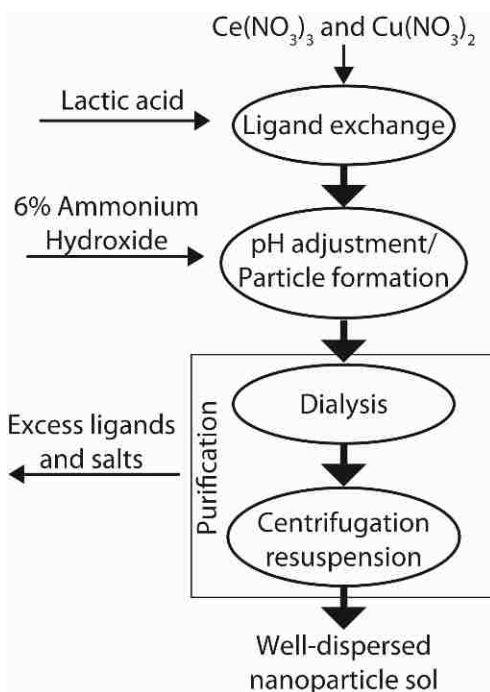 Ce(NO₃)₃ and Cu(NO₃)₂
Lactic acid
Ligand exchange
6% Ammonium
Hydroxide
pH adjustment/
Particle formation
Dialysis
Excess ligands
and salts
Purification
Centrifugation
resuspension
Well-dispersed
nanoparticle sol